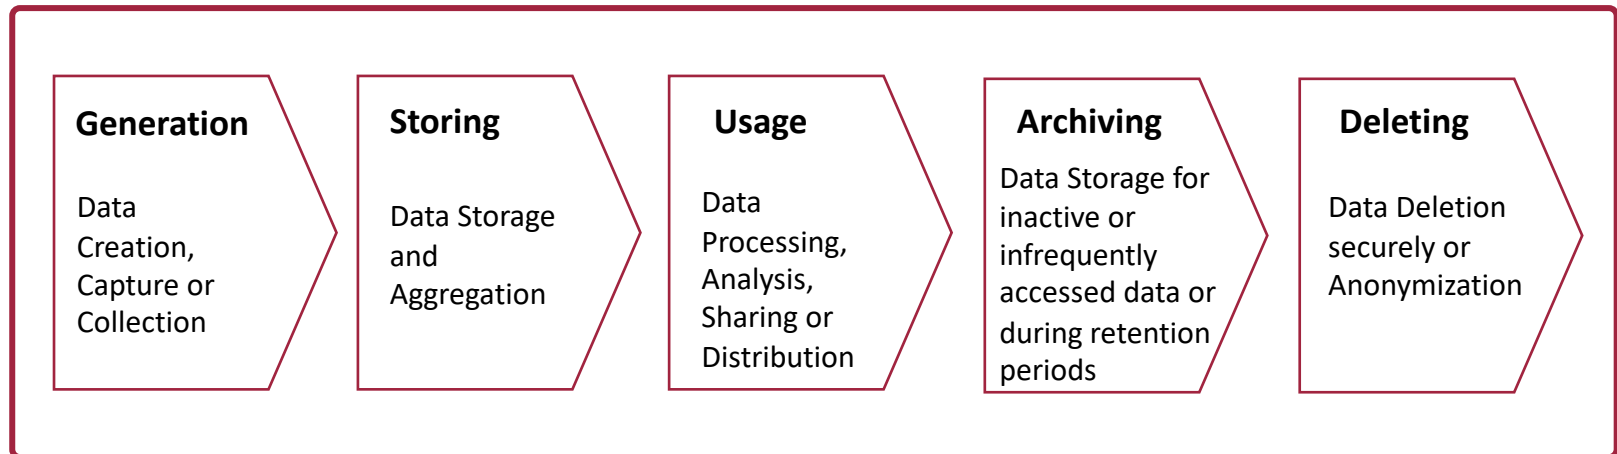 Generation
Data
Creation,
Capture or
Collection
Storing
Data Storage
and
Aggregation
Usage
Data
Processing,
Analysis,
Sharing or
Distribution
Archiving
Data Storage for
inactive or
infrequently
accessed data or
during retention
periods
Deleting
Data Deletion
securely or
Anonymization